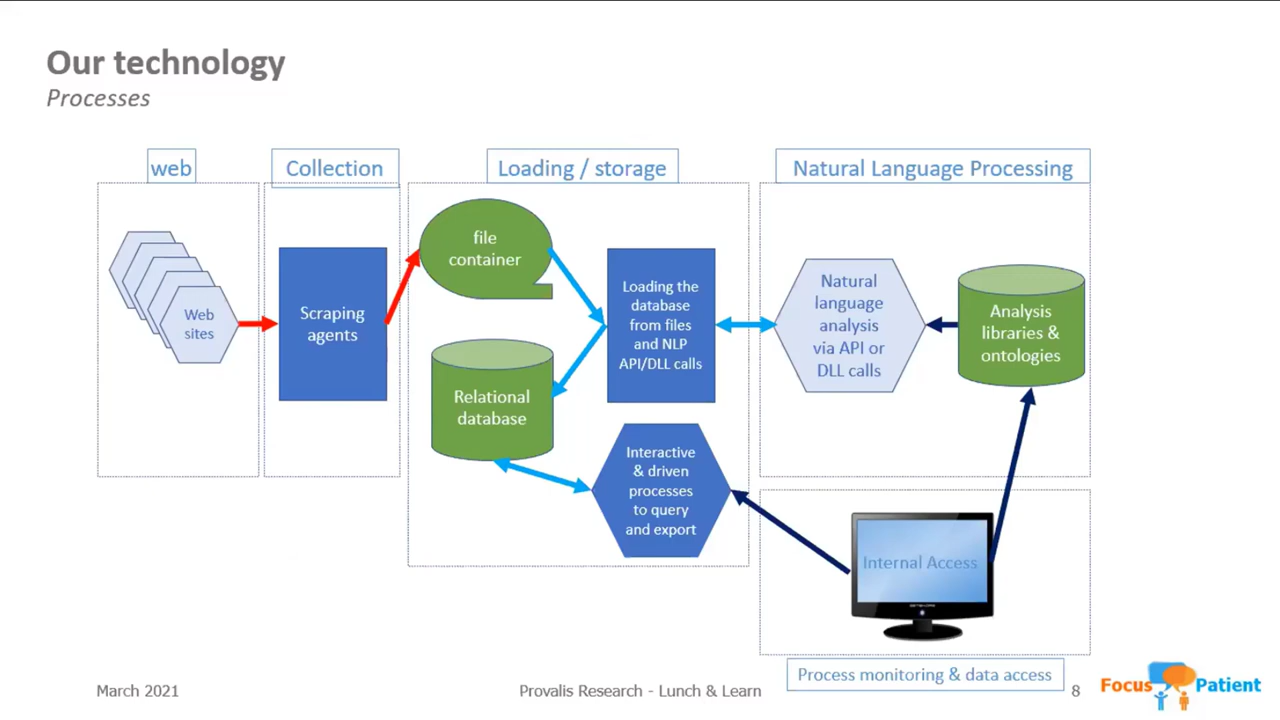 Our technology
Processes
web
Collection
Loading / storage
Natural Language Processing
Web
sites
Scraping
agents
file
container
Relational
database
Loading the
database
from files
and NLP
API/DLL calls
Interactive
& driven
processes
to query
and export
Natural
language
analysis
via API or
DLL calls
Analysis
libraries &
ontologies
Internal Access
Process monitoring & data access
March 2021
Provalis Research - Lunch & Learn
8
Focus Patient